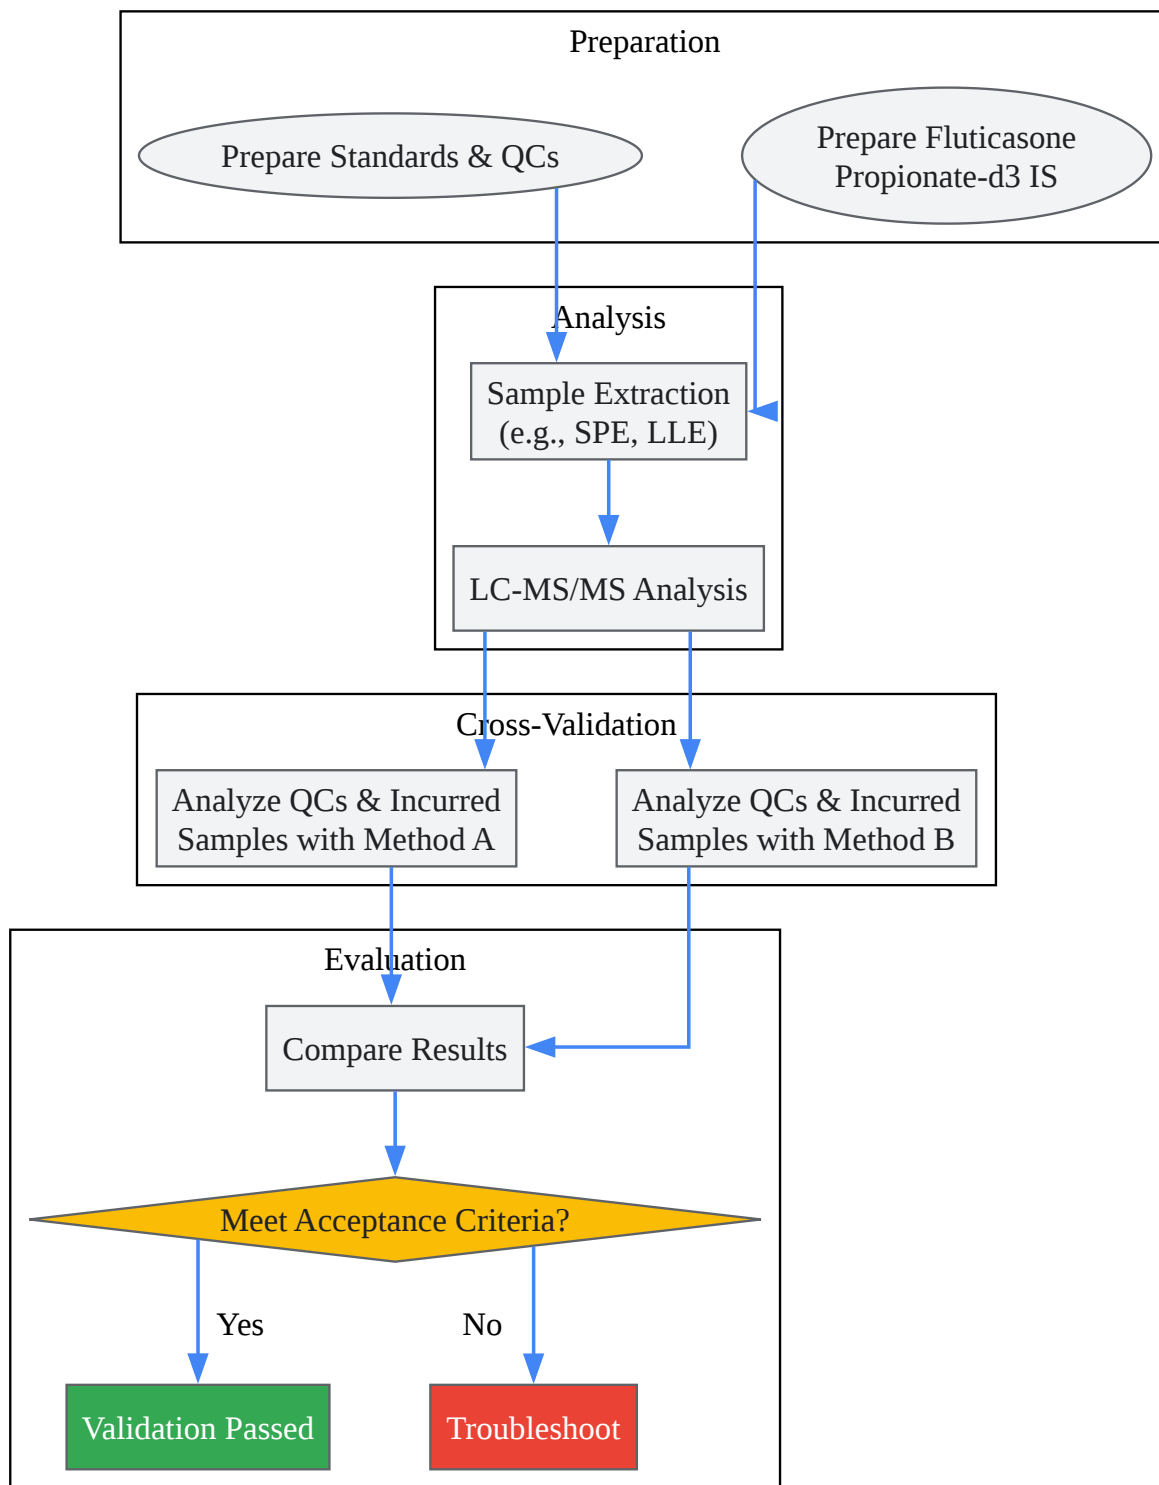 Preparation
Prepare Standards & QCs
Prepare Fluticasone
Propionate-d3 IS
Analysis
Sample Extraction
(e.g., SPE, LLE)
LC-MS/MS Analysis
Cross-Validation
Analyze QCs & Incurred
Samples with Method A
Analyze QCs & Incurred
Samples with Method B
Evaluation
Compare Results
Meet Acceptance Criteria?
Yes
No
Validation Passed
Troubleshoot